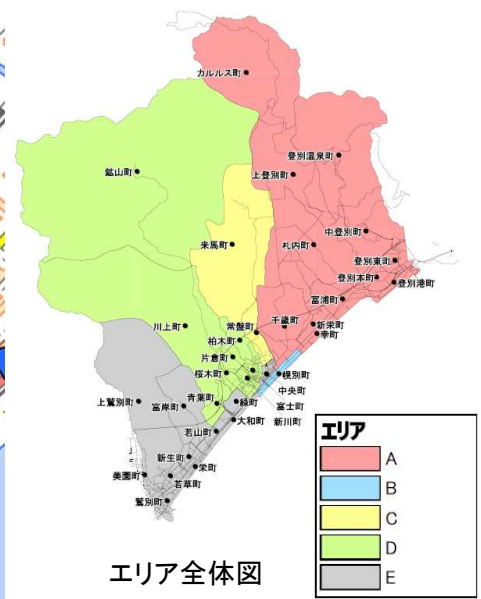 カルルス町
登別温泉町
鉱山町
上登別町
中登別町
来馬町
札内町
登別東町
登別本町
登別港町
富浦町
千歳町
川上町
常盤町
新栄町
柏木町
幸町
片倉町
桜木町
幌別町
中央町
上鷲別町
富岸町
青葉町
緑町
富士町
大和町
新川町
若山町
新生町
栄町
美園町
若草町
鷲別町
エリア
A
B
C
D
E
エリア全体図